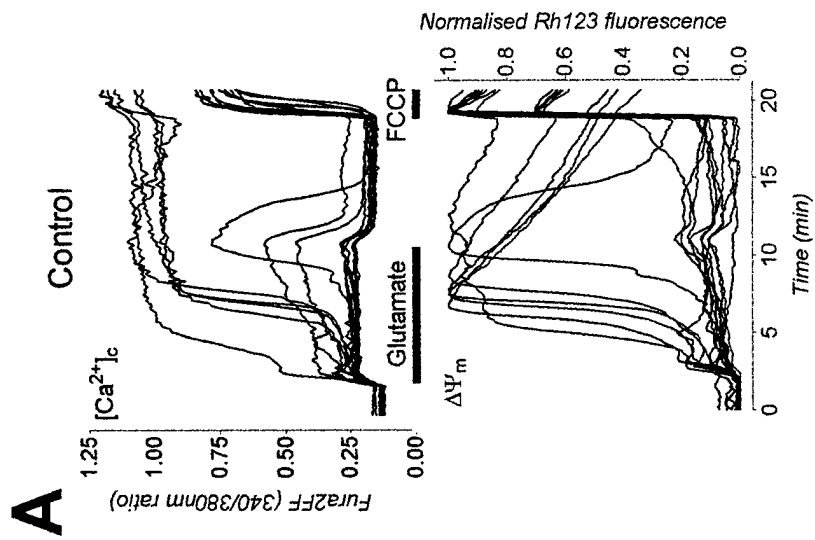 A
Control
[Ca²⁺]c
Fura2FF (340/380nm ratio)
1.25
1.00
0.75
0.50
0.25
0.00
Glutamate
FCCP
ΔΨm
Normalised Rh123 fluorescence
1.0
0.8
0.6
0.4
0.2
0.0
0
5
10
15
20
Time (min)